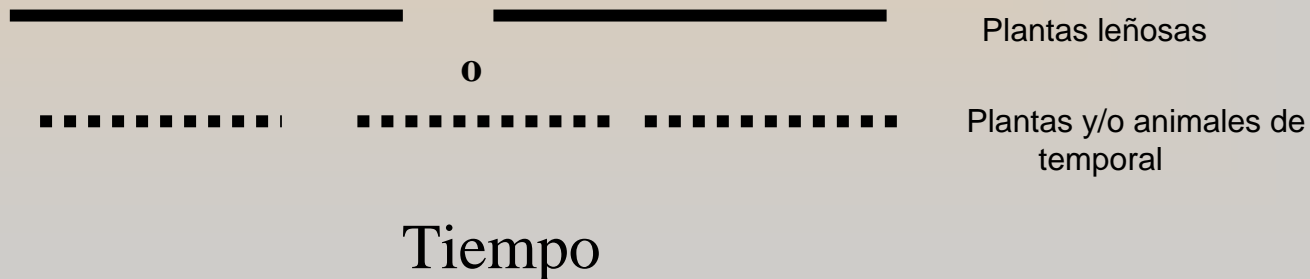 Plantas leñosas
o
Plantas y/o animales de
temporal
Tiempo